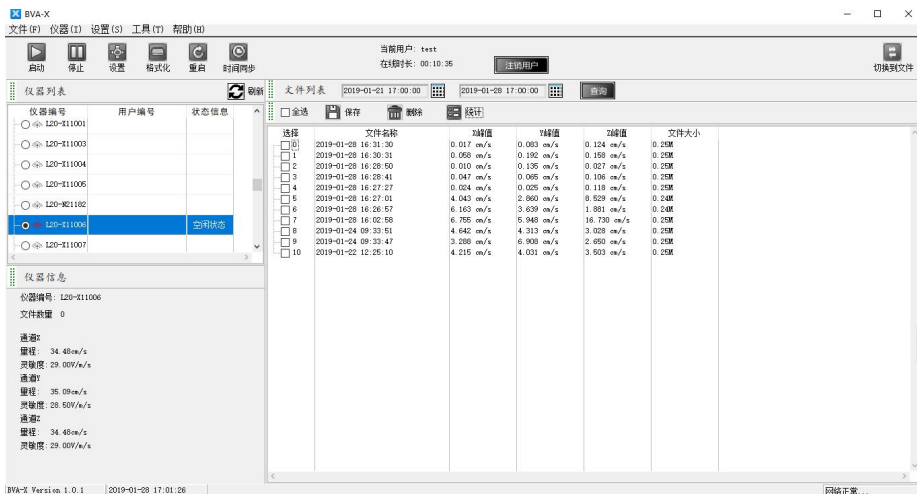 BVA-X
文件(F) 仪器(I) 设置(S) 工具(T) 帮助(H)
启动 停止 设置 格式化 重启 时间同步
当前用户: test
在线时长: 00:10:35
注销用户
切换到文件
仪器列表 刷新
仪器编号 用户编号 状态信息
L20-X11001
L20-X11003
L20-X11004
L20-X11005
L20-N21182
L20-X11006 空闲状态
L20-X11007
仪器信息
仪器编号: L20-X11006
文件数量 0
通道X
量程: 34.48cm/s
灵敏度:29.00V/m/s
通道Y
量程: 35.09cm/s
灵敏度:28.50V/m/s
通道Z
量程: 34.48cm/s
灵敏度:29.00V/m/s
文件列表 2019-01-21 17:00:00 2019-01-28 17:00:00 查询
全选 保存 删除 统计
选择 文件名称 X峰值 Y峰值 Z峰值 文件大小
0 2019-01-28 16:31:30 0.017 cm/s 0.083 cm/s 0.124 cm/s 0.25M
1 2019-01-28 16:30:31 0.058 cm/s 0.192 cm/s 0.158 cm/s 0.25M
2 2019-01-28 16:28:50 0.010 cm/s 0.135 cm/s 0.027 cm/s 0.25M
3 2019-01-28 16:28:41 0.047 cm/s 0.065 cm/s 0.106 cm/s 0.25M
4 2019-01-28 16:27:27 0.024 cm/s 0.025 cm/s 0.118 cm/s 0.25M
5 2019-01-28 16:27:01 4.043 cm/s 2.860 cm/s 8.529 cm/s 0.24M
6 2019-01-28 16:26:57 6.163 cm/s 3.639 cm/s 1.881 cm/s 0.24M
7 2019-01-28 16:02:58 6.755 cm/s 5.948 cm/s 16.730 cm/s 0.25M
8 2019-01-24 09:33:51 4.642 cm/s 4.313 cm/s 3.028 cm/s 0.25M
9 2019-01-24 09:33:47 3.288 cm/s 6.908 cm/s 2.650 cm/s 0.25M
10 2019-01-22 12:25:10 4.215 cm/s 4.031 cm/s 3.503 cm/s 0.25M
BVA-X Version 1.0.1 2019-01-28 17:01:26 网络正常...